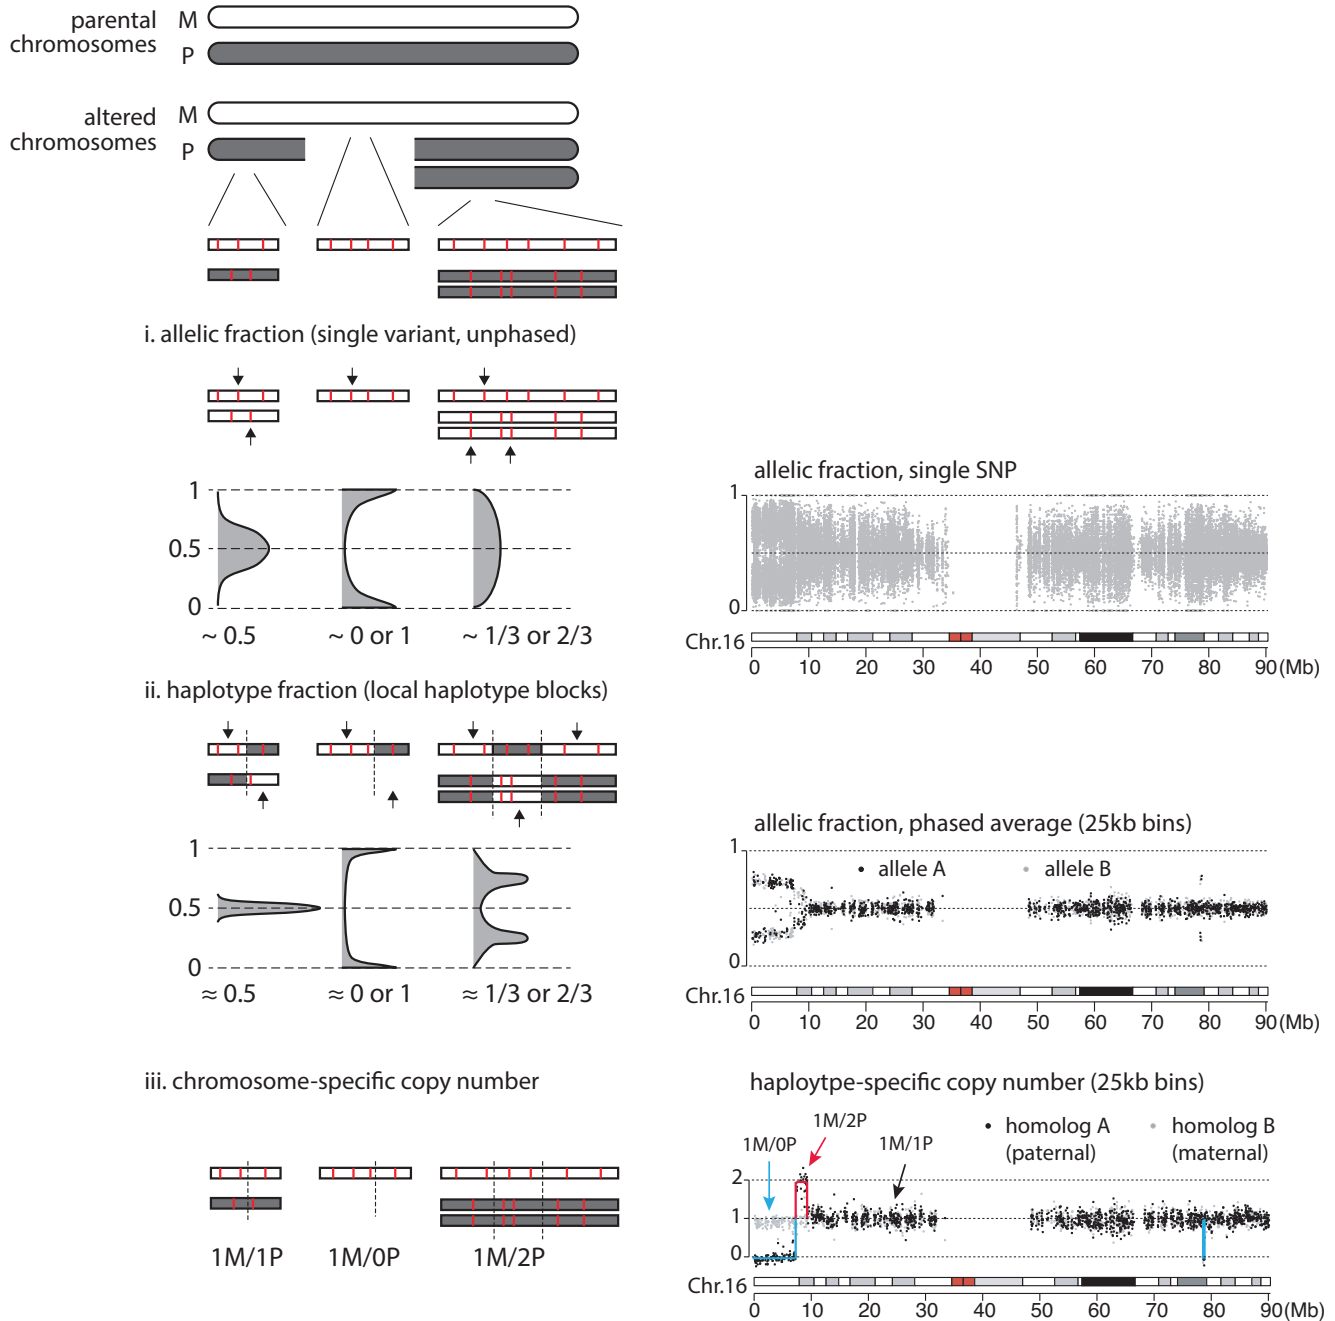 parental
chromosomes
M
P
altered
chromosomes
M
P
i. allelic fraction (single variant, unphased)
1
0.5
0
~ 0.5
~ 0 or 1
~ 1/3 or 2/3
ii. haplotype fraction (local haplotype blocks)
1
0.5
0
≈ 0.5
≈ 0 or 1
≈ 1/3 or 2/3
iii. chromosome-specific copy number
1M/1P
1M/0P
1M/2P
allelic fraction, single SNP
1
0
Chr.16
0 10 20 30 40 50 60 70 80 90(Mb)
allelic fraction, phased average (25kb bins)
1
• allele A
• allele B
0
Chr.16
0 10 20 30 40 50 60 70 80 90(Mb)
haploytpe-specific copy number (25kb bins)
1M/0P
1M/2P
1M/1P
• homolog A
(paternal)
• homolog B
(maternal)
2
1
0
Chr.16
0 10 20 30 40 50 60 70 80 90(Mb)